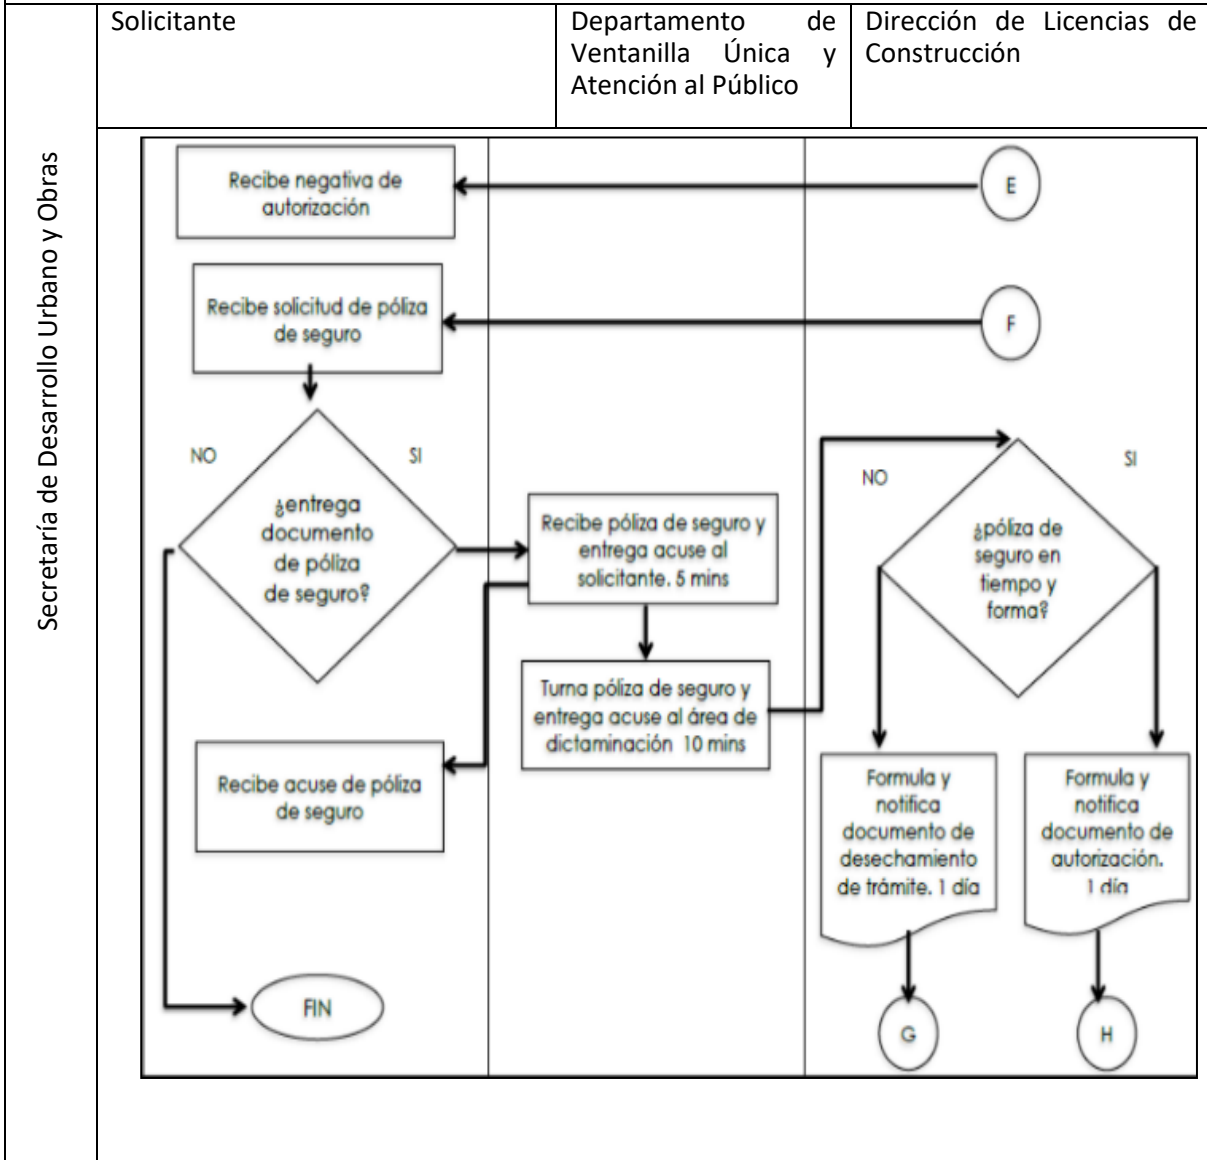 Secretaría de Desarrollo Urbano y Obras
Solicitante
Departamento de
Ventanilla Única y
Atención al Público
Dirección de Licencias de
Construcción
Recibe negativa de
autorización
E
Recibe solicitud de póliza
de seguro
F
NO
SI
¿entrega
documento
de póliza
de seguro?
Recibe póliza de seguro y
entrega acuse al
solicitante. 5 mins
NO
SI
¿póliza de
seguro en
tiempo y
forma?
Turna póliza de seguro y
entrega acuse al área de
dictaminación 10 mins
Recibe acuse de póliza
de seguro
Formula y
notifica
documento de
desechamiento
de trámite. 1 día
Formula y
notifica
documento de
autorización.
1 día
FIN
G
H